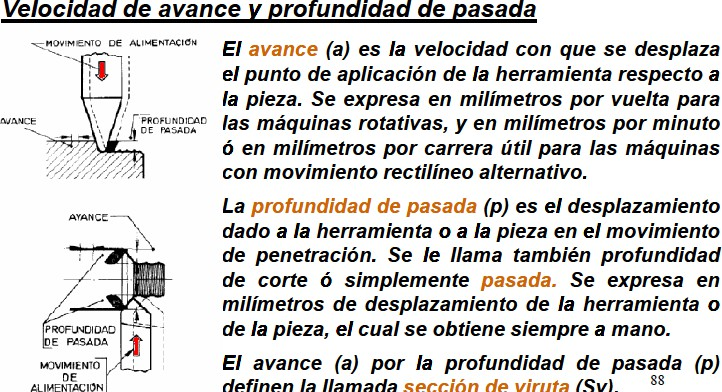 Velocidad de avance y profundidad de pasada
MOVIMIENTO DE ALIMENTACIÓN
AVANCE
PROFUNDIDAD
DE PASADA
El avance (a) es la velocidad con que se desplaza
el punto de aplicación de la herramienta respecto a
la pieza. Se expresa en milímetros por vuelta para
las máquinas rotativas, y en milímetros por minuto
ó en milímetros por carrera útil para las máquinas
con movimiento rectilíneo alternativo.
AVANCE
PROFUNDIDAD
DE PASADA
MOVIMIENTO
DE
ALIMENTACIÓN
La profundidad de pasada (p) es el desplazamiento
dado a la herramienta o a la pieza en el movimiento
de penetración. Se le llama también profundidad
de corte ó simplemente pasada. Se expresa en
milímetros de desplazamiento de la herramienta o
de la pieza, el cual se obtiene siempre a mano.
El avance (a) por la profundidad de pasada (p)
definen la llamada sección de viruta (Sv).
88